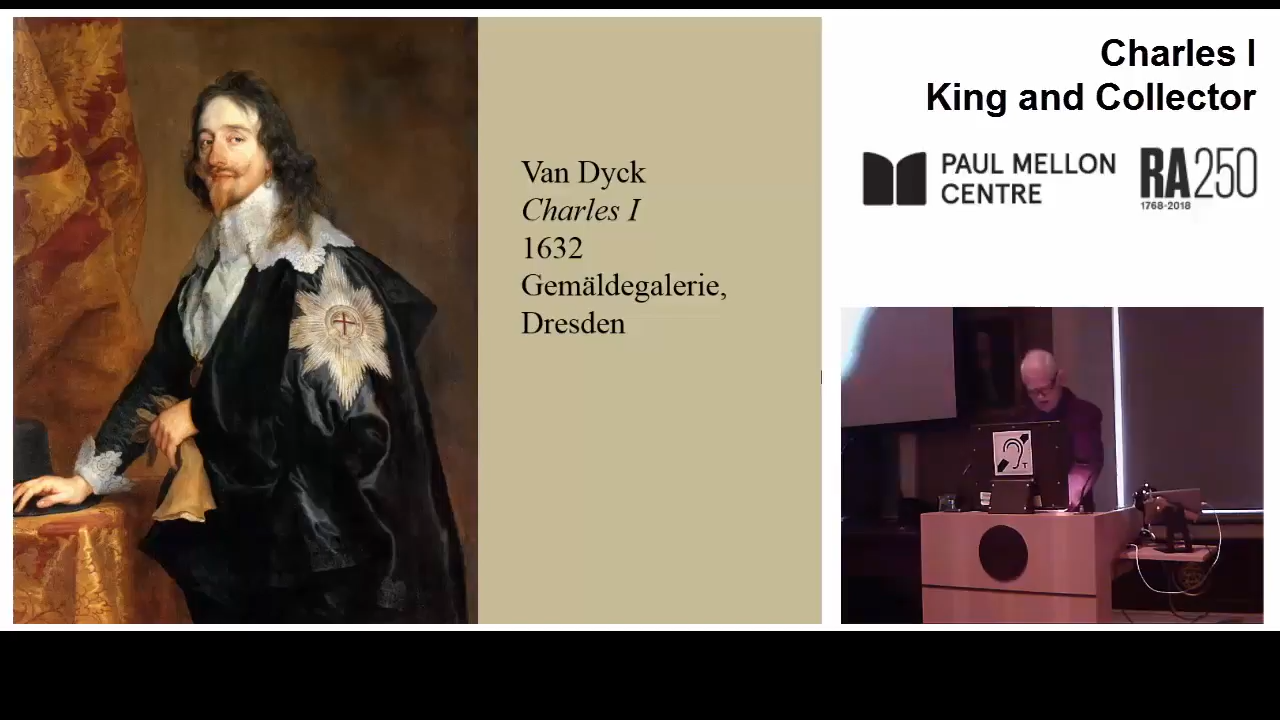 Charles I
King and Collector
PAUL MELLON
CENTRE
RA250
1768-2018
Van Dyck
Charles I
1632
Gemäldegalerie,
Dresden
T